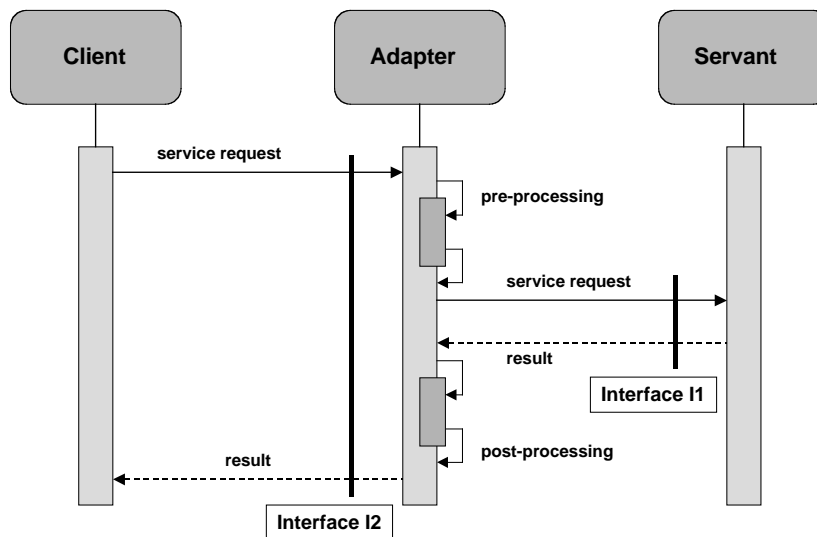 Client
Adapter
Servant
service request
pre-processing
service request
result
Interface I1
post-processing
result
Interface I2